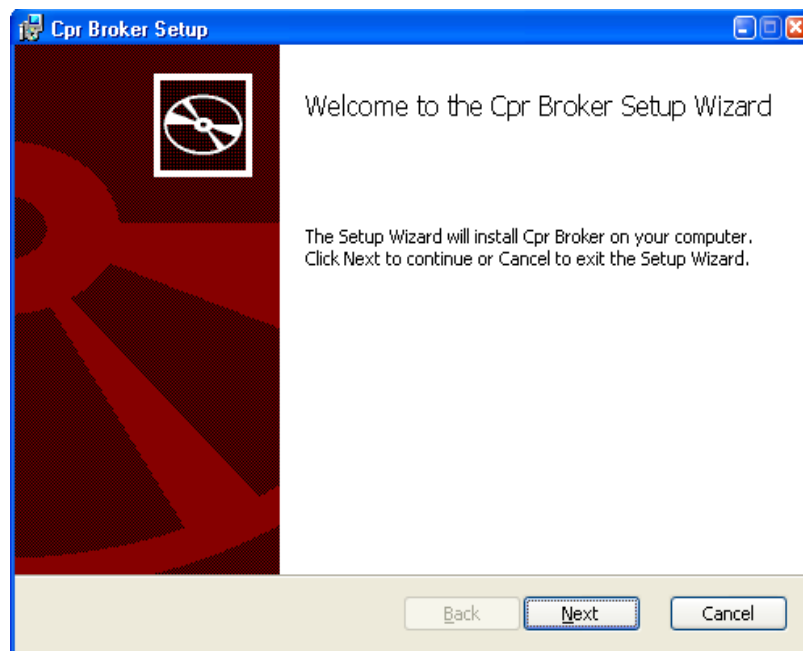 Cpr Broker Setup
Welcome to the Cpr Broker Setup Wizard
The Setup Wizard will install Cpr Broker on your computer.
Click Next to continue or Cancel to exit the Setup Wizard.
Back Next Cancel